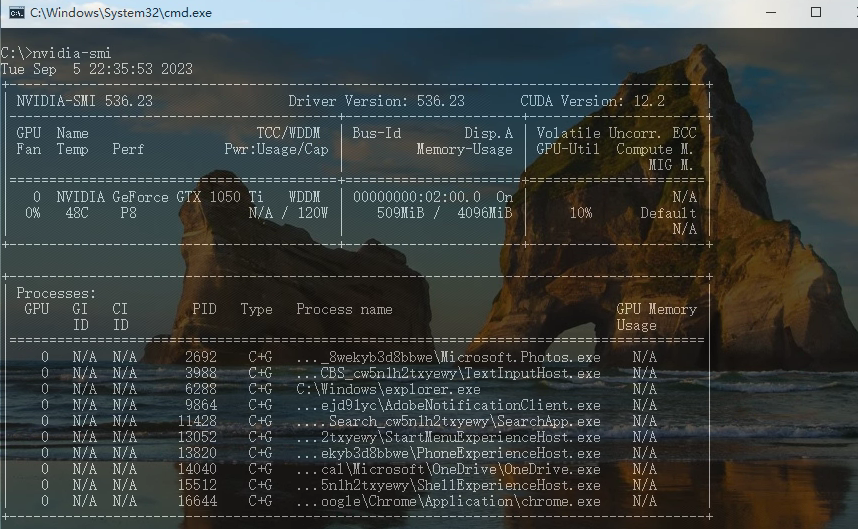 C:\Windows\System32\cmd.exe
C:\>nvidia-smi
Tue Sep  5 22:35:53 2023
NVIDIA-SMI 536.23    Driver Version: 536.23    CUDA Version: 12.2
GPU  Name    TCC/WDDM    Bus-Id    Disp.A    Volatile Uncorr. ECC
Fan  Temp    Perf    Pwr:Usage/Cap    Memory-Usage    GPU-Util  Compute M.
MIG M.
0  NVIDIA GeForce GTX 1050 Ti    WDDM    00000000:02:00.0  On    N/A
0%  48C    P8    N/A / 120W    509MiB /  4096MiB    10%    Default
N/A
Processes:
GPU  GI  CI    PID  Type  Process name    GPU Memory
ID  ID    Usage
0  N/A  N/A    2692  C+G  ..._8wekyb3d8bbwe\Microsoft.Photos.exe  N/A
0  N/A  N/A    3988  C+G  ...CBS_cw5n1h2txyewy\TextInputHost.exe  N/A
0  N/A  N/A    6288  C+G  C:\Windows\explorer.exe  N/A
0  N/A  N/A    9864  C+G  ...ejd91yc\AdobeNotificationClient.exe  N/A
0  N/A  N/A    11428  C+G  ....Search_cw5n1h2txyewy\SearchApp.exe  N/A
0  N/A  N/A    13052  C+G  ...2txyewy\StartMenuExperienceHost.exe  N/A
0  N/A  N/A    13820  C+G  ...ekyb3d8bbwe\PhoneExperienceHost.exe  N/A
0  N/A  N/A    14040  C+G  ...cal\Microsoft\OneDrive\OneDrive.exe  N/A
0  N/A  N/A    15512  C+G  ...5n1h2txyewy\ShellExperienceHost.exe  N/A
0  N/A  N/A    16644  C+G  ...oogle\Chrome\Application\chrome.exe  N/A